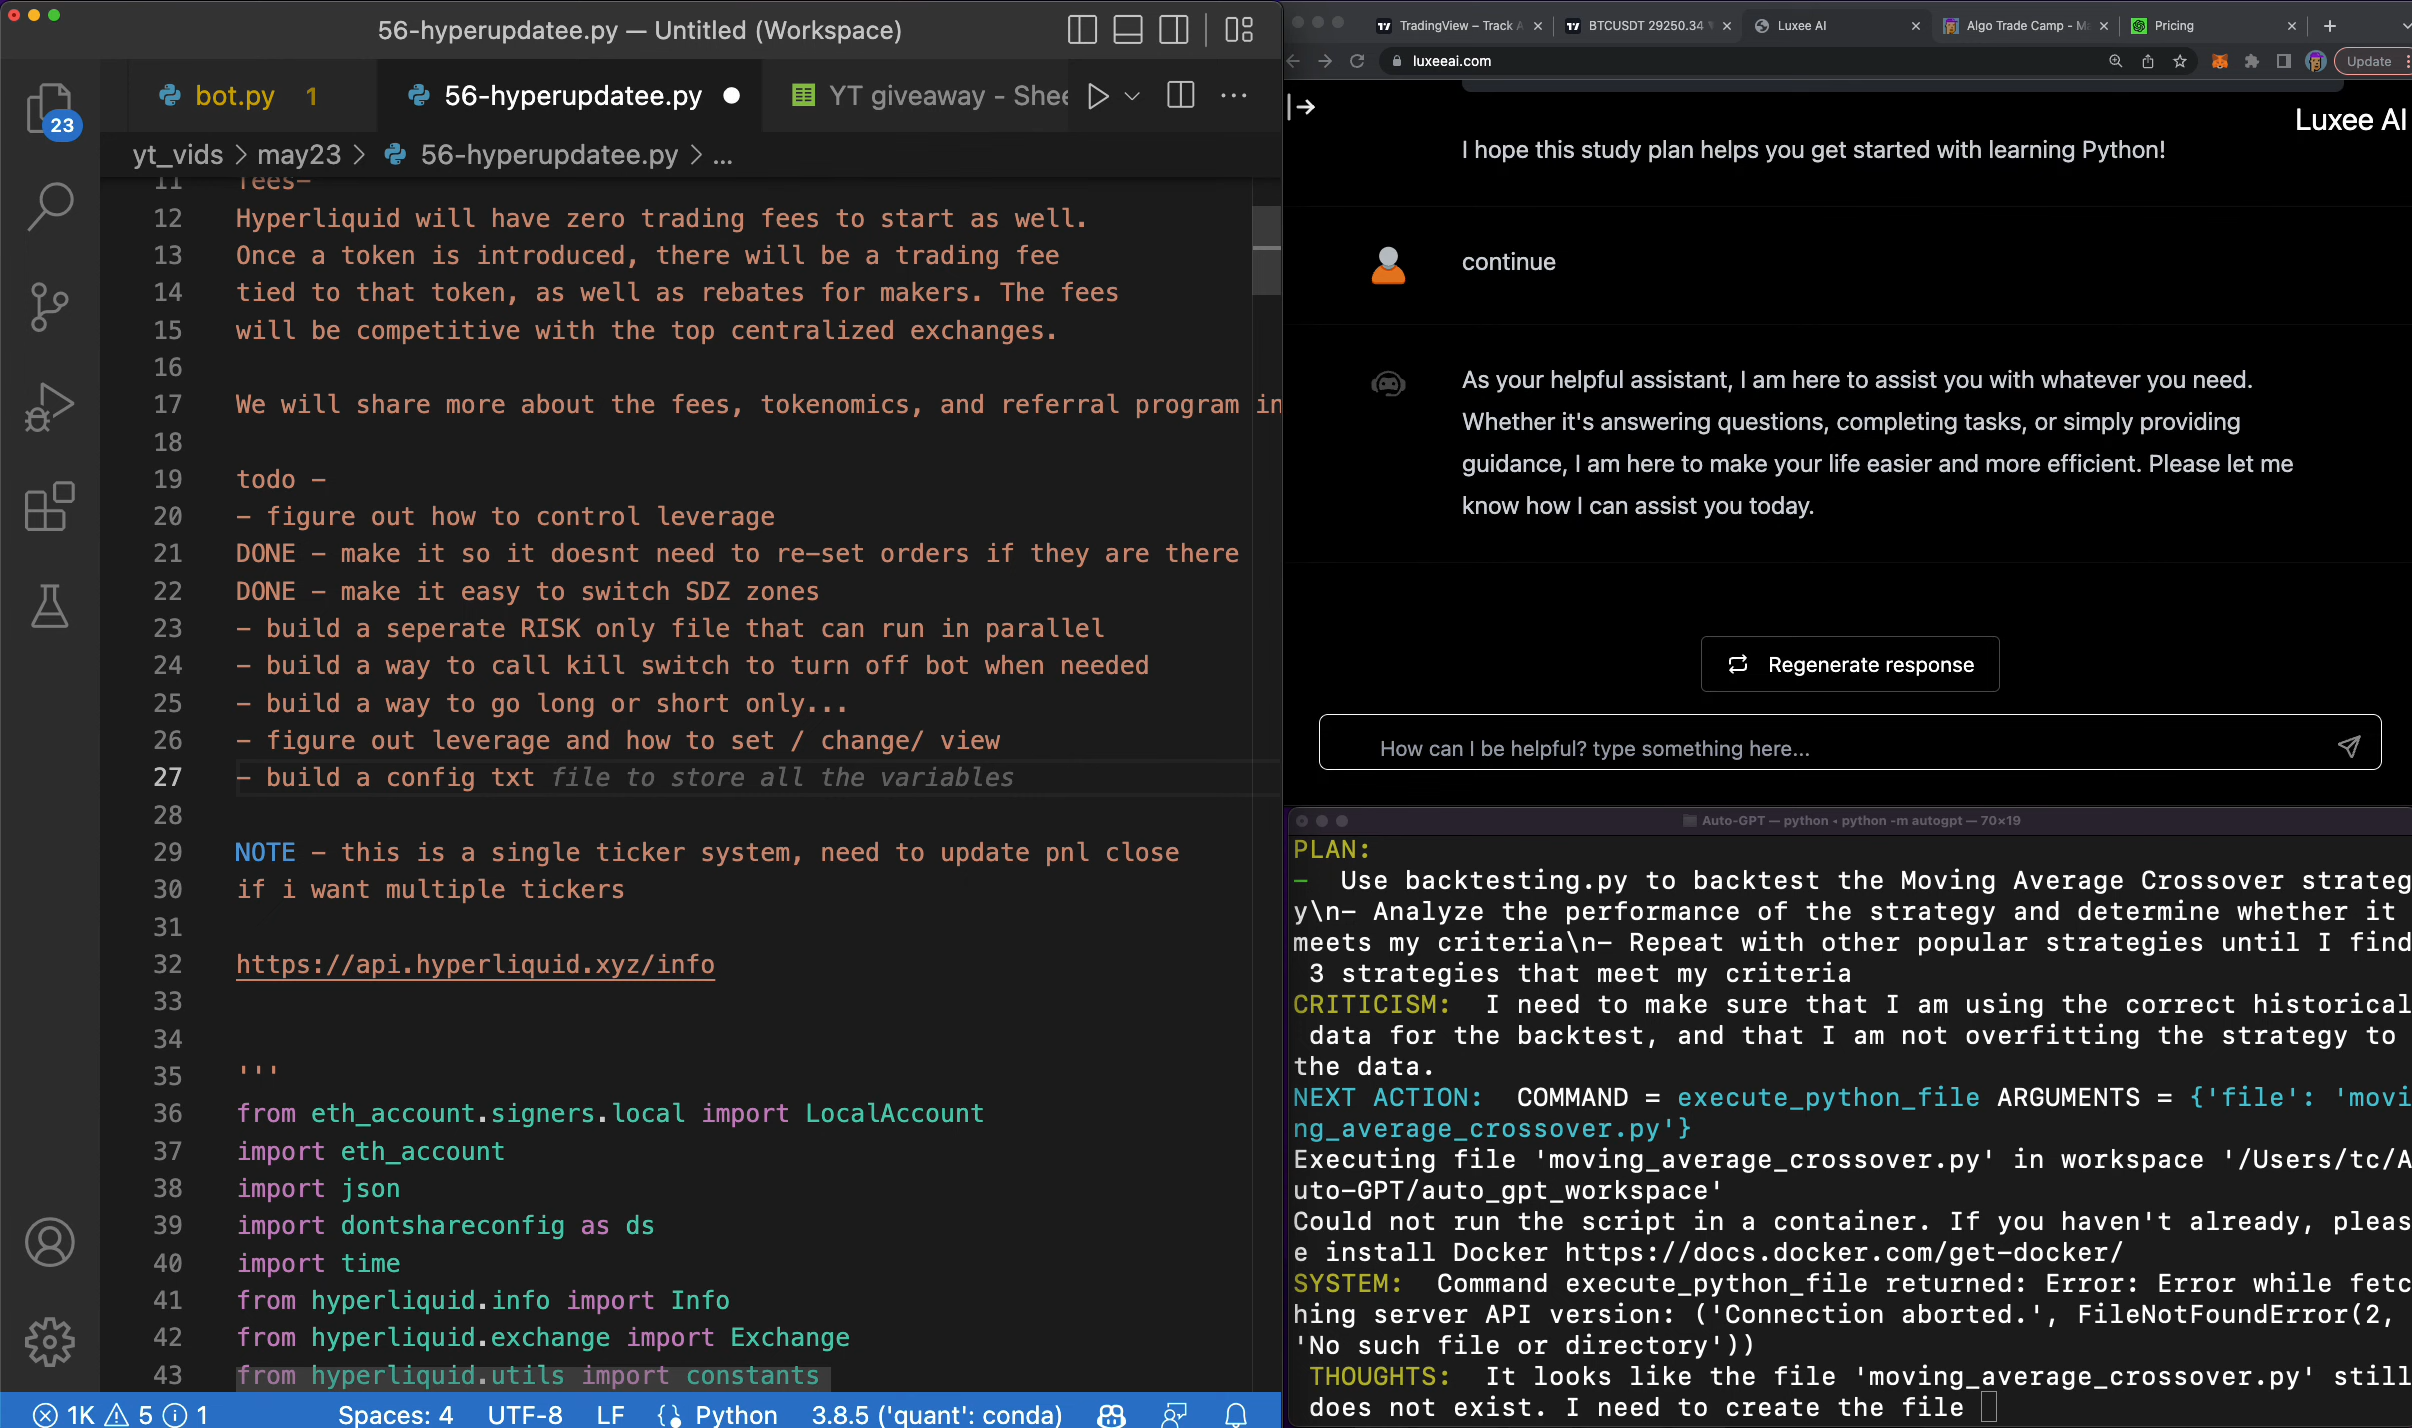 56-hyperupdatee.py — Untitled (Workspace)
23
bot.py 1
56-hyperupdatee.py
YT giveaway - Shee
yt_vids > may23 > 56-hyperupdatee.py > ...
11 fees-
12 Hyperliquid will have zero trading fees to start as well.
13 Once a token is introduced, there will be a trading fee
14 tied to that token, as well as rebates for makers. The fees
15 will be competitive with the top centralized exchanges.
16
17 We will share more about the fees, tokenomics, and referral program in
18
19 todo -
20 - figure out how to control leverage
21 DONE - make it so it doesnt need to re-set orders if they are there
22 DONE - make it easy to switch SDZ zones
23 - build a seperate RISK only file that can run in parallel
24 - build a way to call kill switch to turn off bot when needed
25 - build a way to go long or short only...
26 - figure out leverage and how to set / change/ view
27 - build a config txt file to store all the variables
28
29 NOTE - this is a single ticker system, need to update pnl close
30 if i want multiple tickers
31
32 https://api.hyperliquid.xyz/info
33
34
35 '''
36 from eth_account.signers.local import LocalAccount
37 import eth_account
38 import json
39 import dontshareconfig as ds
40 import time
41 from hyperliquid.info import Info
42 from hyperliquid.exchange import Exchange
43 from hyperliquid.utils import constants
1K 5 1 Spaces: 4 UTF-8 LF Python 3.8.5 ('quant': conda)
TradingView – Track A
BTCUSDT 29250.34
Luxee AI
Algo Trade Camp - Ma
Pricing
luxeeai.com
Update
Luxee AI
I hope this study plan helps you get started with learning Python!
continue
As your helpful assistant, I am here to assist you with whatever you need.
Whether it's answering questions, completing tasks, or simply providing
guidance, I am here to make your life easier and more efficient. Please let me
know how I can assist you today.
Regenerate response
How can I be helpful? type something here...
Auto-GPT — python • python -m autogpt — 70×19
PLAN:
-  Use backtesting.py to backtest the Moving Average Crossover strateg
y\n- Analyze the performance of the strategy and determine whether it
meets my criteria\n- Repeat with other popular strategies until I find
3 strategies that meet my criteria
CRITICISM:  I need to make sure that I am using the correct historical
data for the backtest, and that I am not overfitting the strategy to
the data.
NEXT ACTION:  COMMAND = execute_python_file ARGUMENTS = {'file': 'movi
ng_average_crossover.py'}
Executing file 'moving_average_crossover.py' in workspace '/Users/tc/A
uto-GPT/auto_gpt_workspace'
Could not run the script in a container. If you haven't already, pleas
e install Docker https://docs.docker.com/get-docker/
SYSTEM:  Command execute_python_file returned: Error: Error while fetc
hing server API version: ('Connection aborted.', FileNotFoundError(2,
'No such file or directory'))
THOUGHTS:  It looks like the file 'moving_average_crossover.py' still
does not exist. I need to create the file